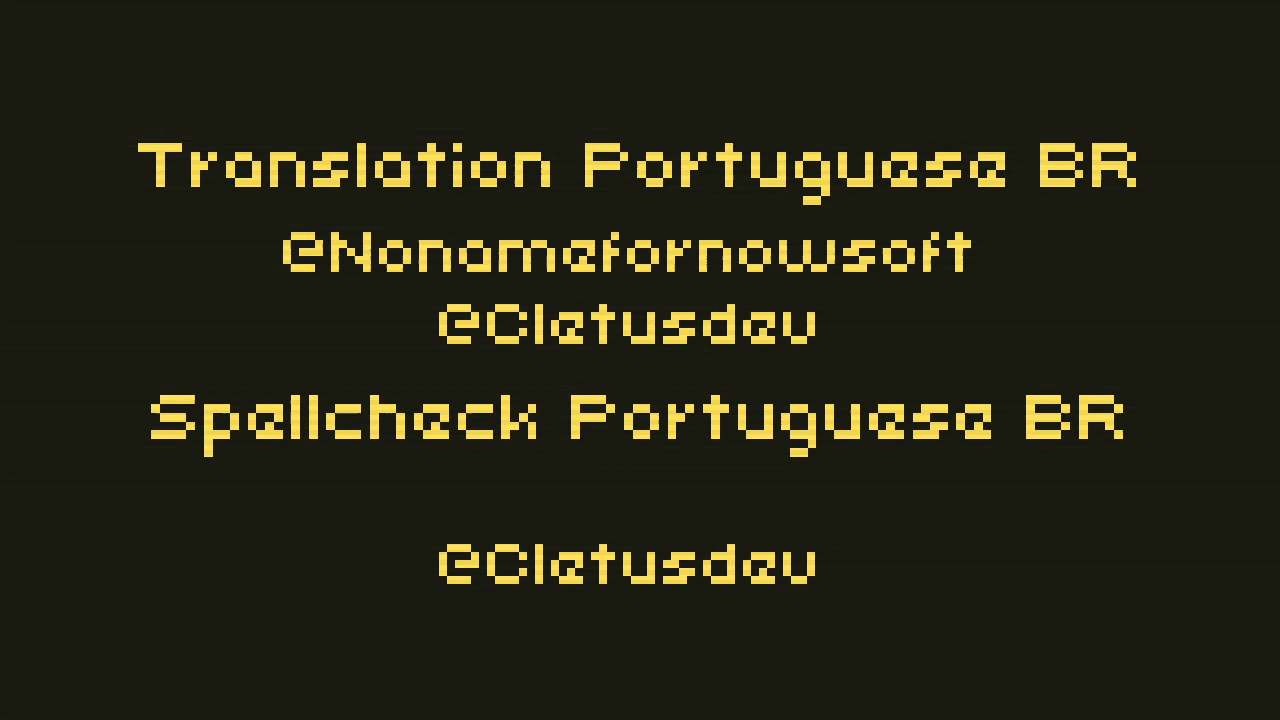 Translation Portuguese BR
@Nonamefornowsoft
@Cletusdev
Spellcheck Portuguese BR
@Cletusdev